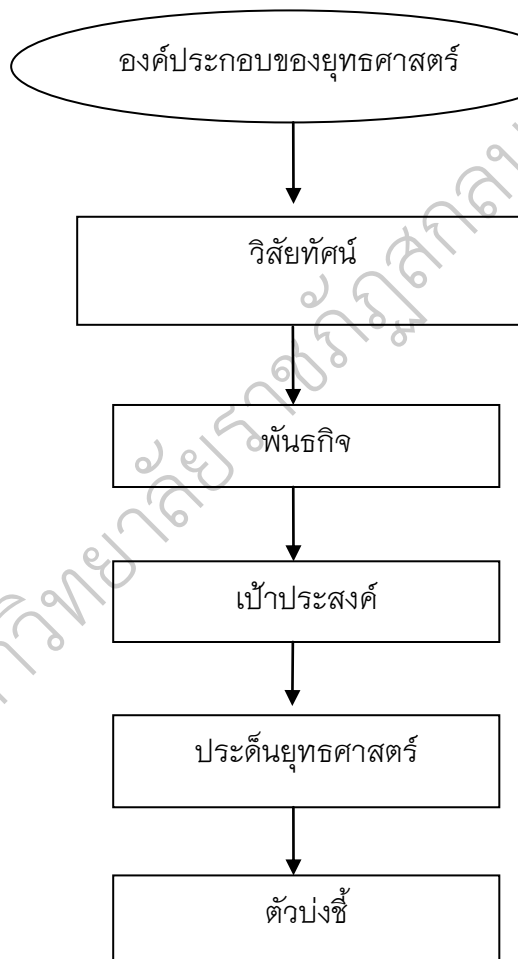 องค์ประกอบของยุทธศาสตร์
วิสัยทัศน์
พันธกิจ
เป้าประสงค์
ประเด็นยุทธศาสตร์
ตัวบ่งชี้